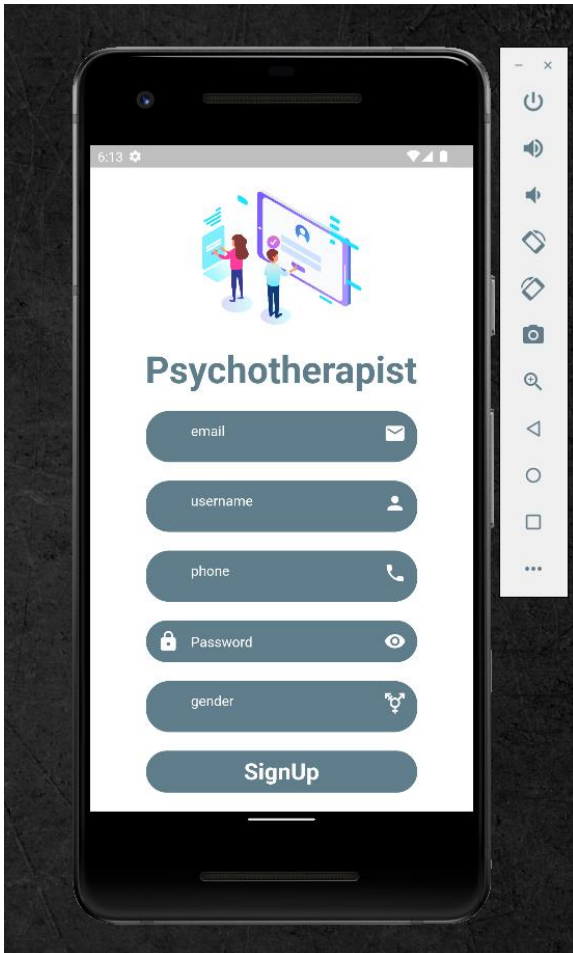 6:13
Psychotherapist
email
username
phone
Password
gender
SignUp